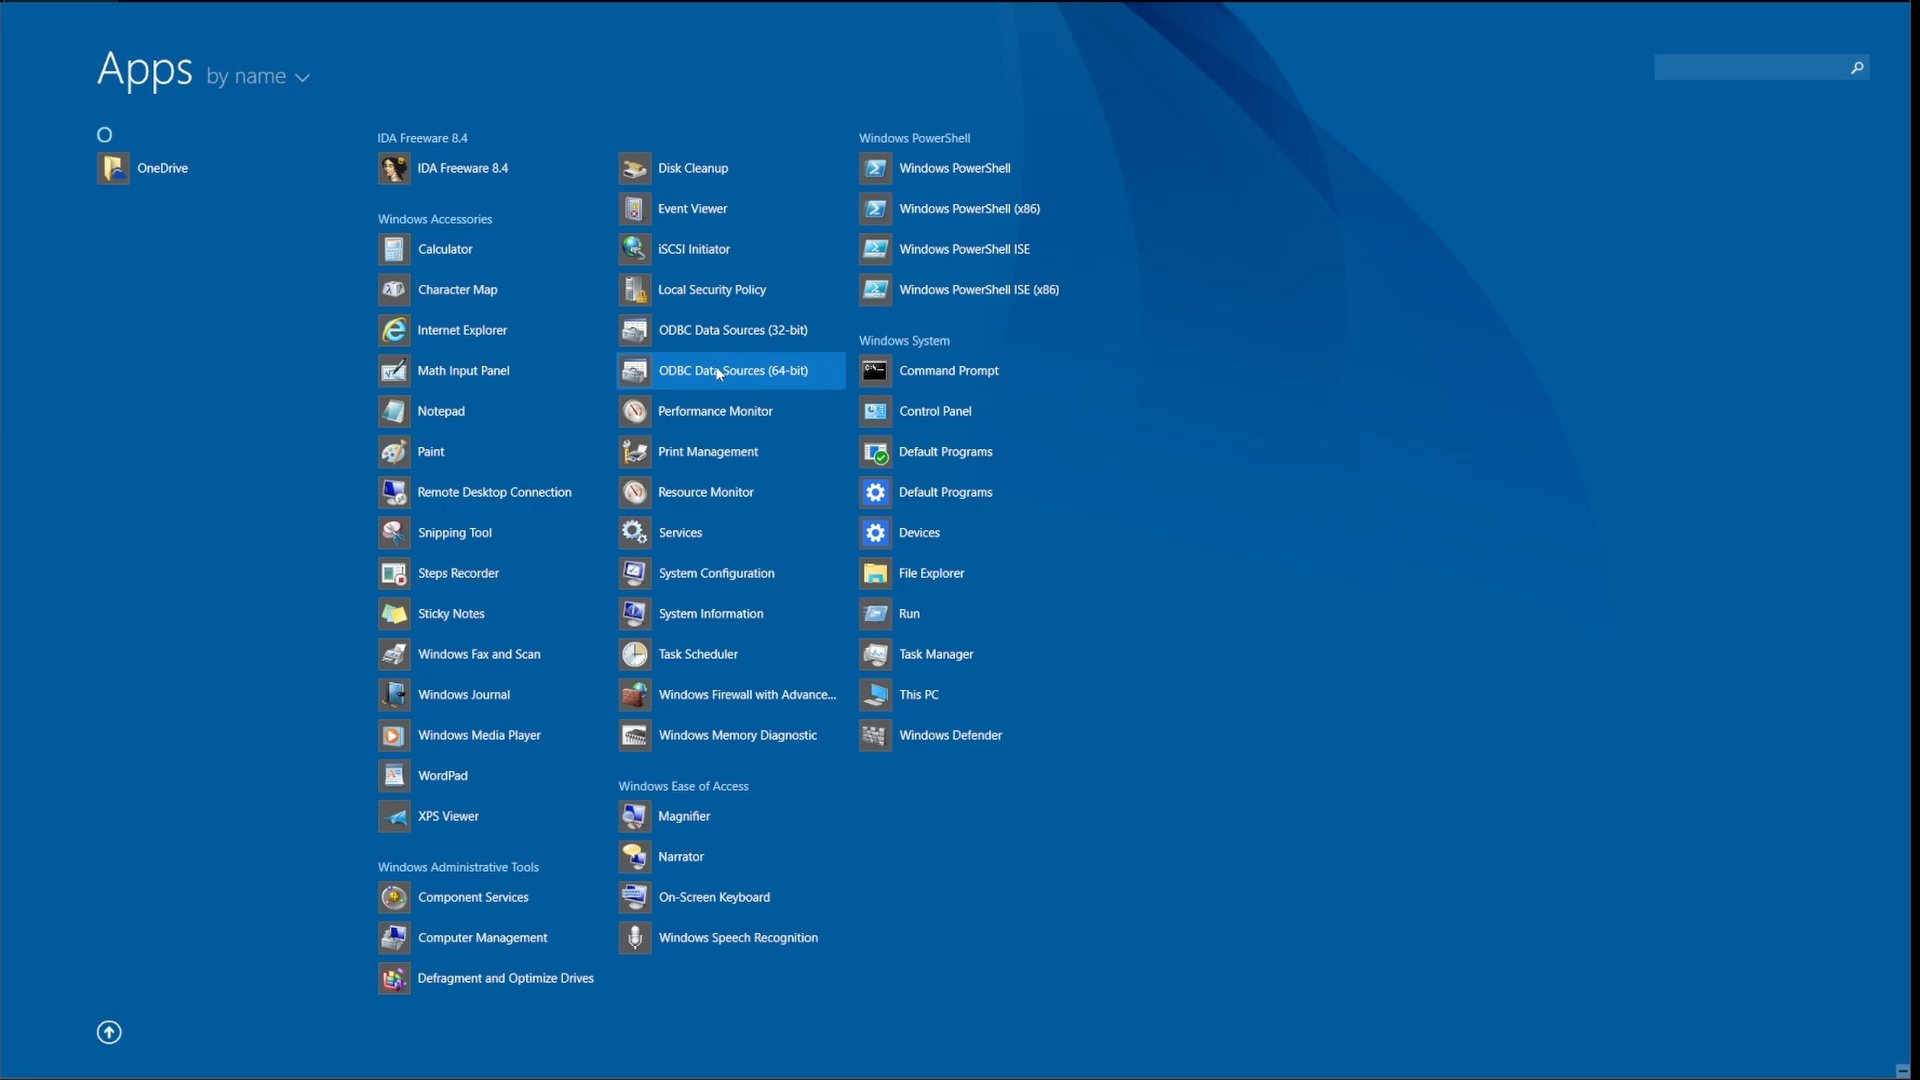 Apps by name
O
OneDrive
IDA Freeware 8.4
IDA Freeware 8.4
Windows Accessories
Calculator
Character Map
Internet Explorer
Math Input Panel
Notepad
Paint
Remote Desktop Connection
Snipping Tool
Steps Recorder
Sticky Notes
Windows Fax and Scan
Windows Journal
Windows Media Player
WordPad
XPS Viewer
Windows Administrative Tools
Component Services
Computer Management
Defragment and Optimize Drives
Disk Cleanup
Event Viewer
iSCSI Initiator
Local Security Policy
ODBC Data Sources (32-bit)
ODBC Data Sources (64-bit)
Performance Monitor
Print Management
Resource Monitor
Services
System Configuration
System Information
Task Scheduler
Windows Firewall with Advance...
Windows Memory Diagnostic
Windows Ease of Access
Magnifier
Narrator
On-Screen Keyboard
Windows Speech Recognition
Windows PowerShell
Windows PowerShell
Windows PowerShell (x86)
Windows PowerShell ISE
Windows PowerShell ISE (x86)
Windows System
Command Prompt
Control Panel
Default Programs
Default Programs
Devices
File Explorer
Run
Task Manager
This PC
Windows Defender